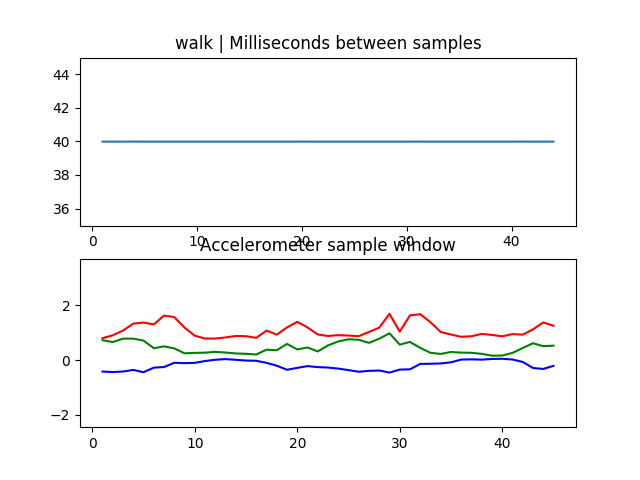 walk | Milliseconds between samples
44
42
40
38
36
0 10 20 30 40
Accelerometer sample window
2
0
−2
0 10 20 30 40